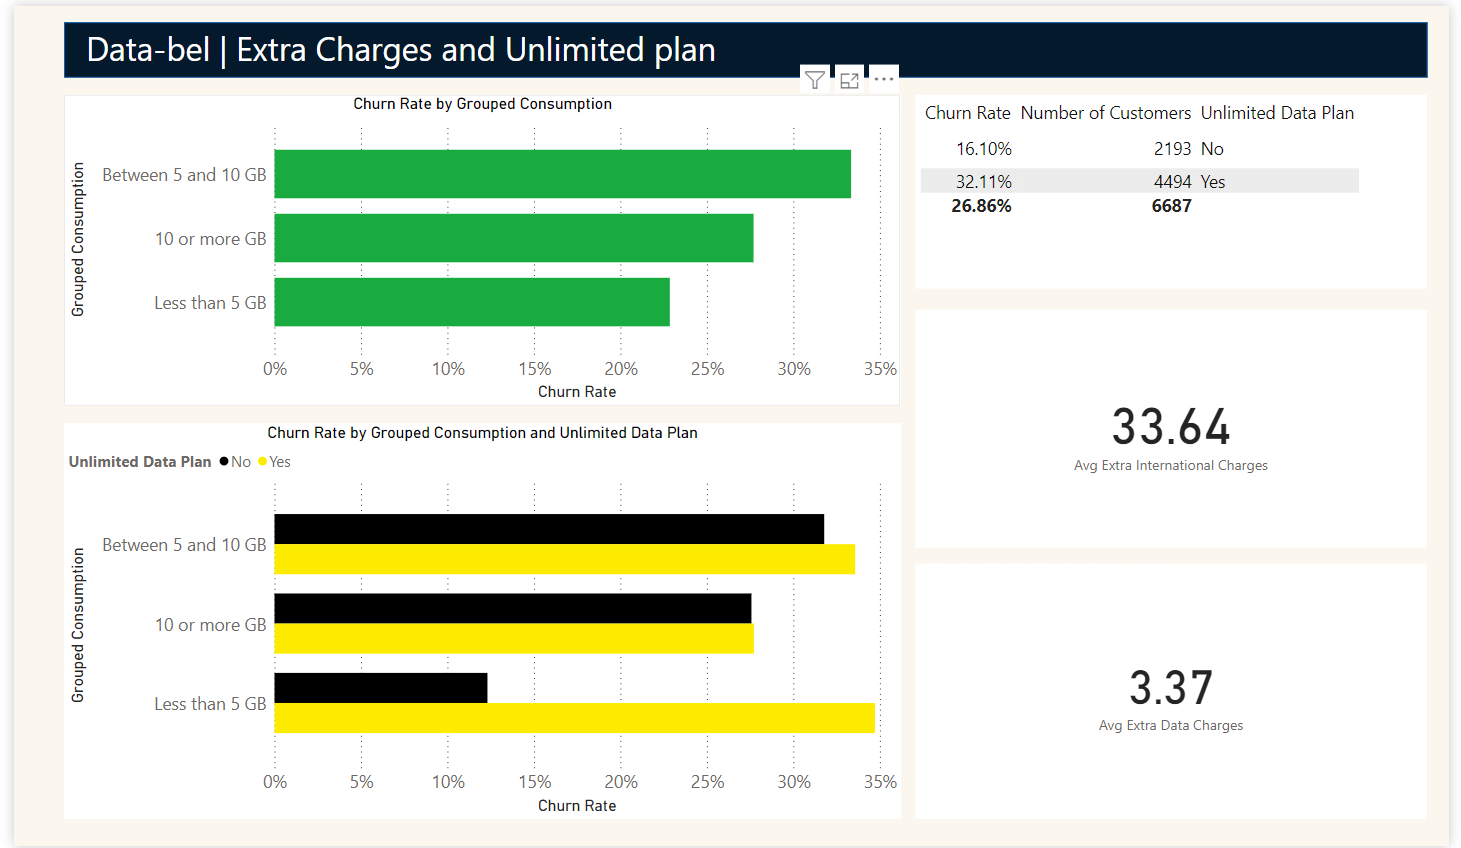 Data-bel | Extra Charges and Unlimited plan
Churn Rate by Grouped Consumption
Grouped Consumption
Between 5 and 10 GB
10 or more GB
Less than 5 GB
0% 5% 10% 15% 20% 25% 30% 35%
Churn Rate
Churn Rate by Grouped Consumption and Unlimited Data Plan
Unlimited Data Plan No Yes
Grouped Consumption
Between 5 and 10 GB
10 or more GB
Less than 5 GB
0% 5% 10% 15% 20% 25% 30% 35%
Churn Rate
Churn Rate Number of Customers Unlimited Data Plan
16.10% 2193 No
32.11% 4494 Yes
26.86% 6687
33.64
Avg Extra International Charges
3.37
Avg Extra Data Charges